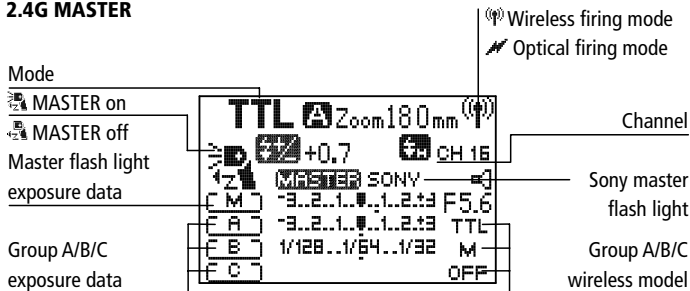 2.4G MASTER
Wireless firing mode
Optical firing mode
Mode
MASTER on
MASTER off
Master flash light
exposure data
Group A/B/C
exposure data
TTL A Zoom180mm
+0.7 CH 16
MASTER SONY
M -3..2..1..0..1..2.±3 F5.6
A -3..2..1..0..1..2.±3 TTL
B 1/128..1/64..1/32 M
C OFF
Channel
Sony master
flash light
Group A/B/C
wireless model